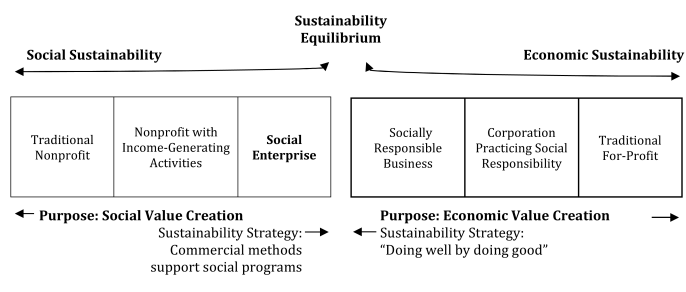 Sustainability
Equilibrium
Social Sustainability
Economic Sustainability
Traditional
Nonprofit
Nonprofit with
Income-Generating
Activities
Social
Enterprise
Socially
Responsible
Business
Corporation
Practicing Social
Responsibility
Traditional
For-Profit
Purpose: Social Value Creation
Sustainability Strategy:
Commercial methods
support social programs
Purpose: Economic Value Creation
Sustainability Strategy:
“Doing well by doing good”